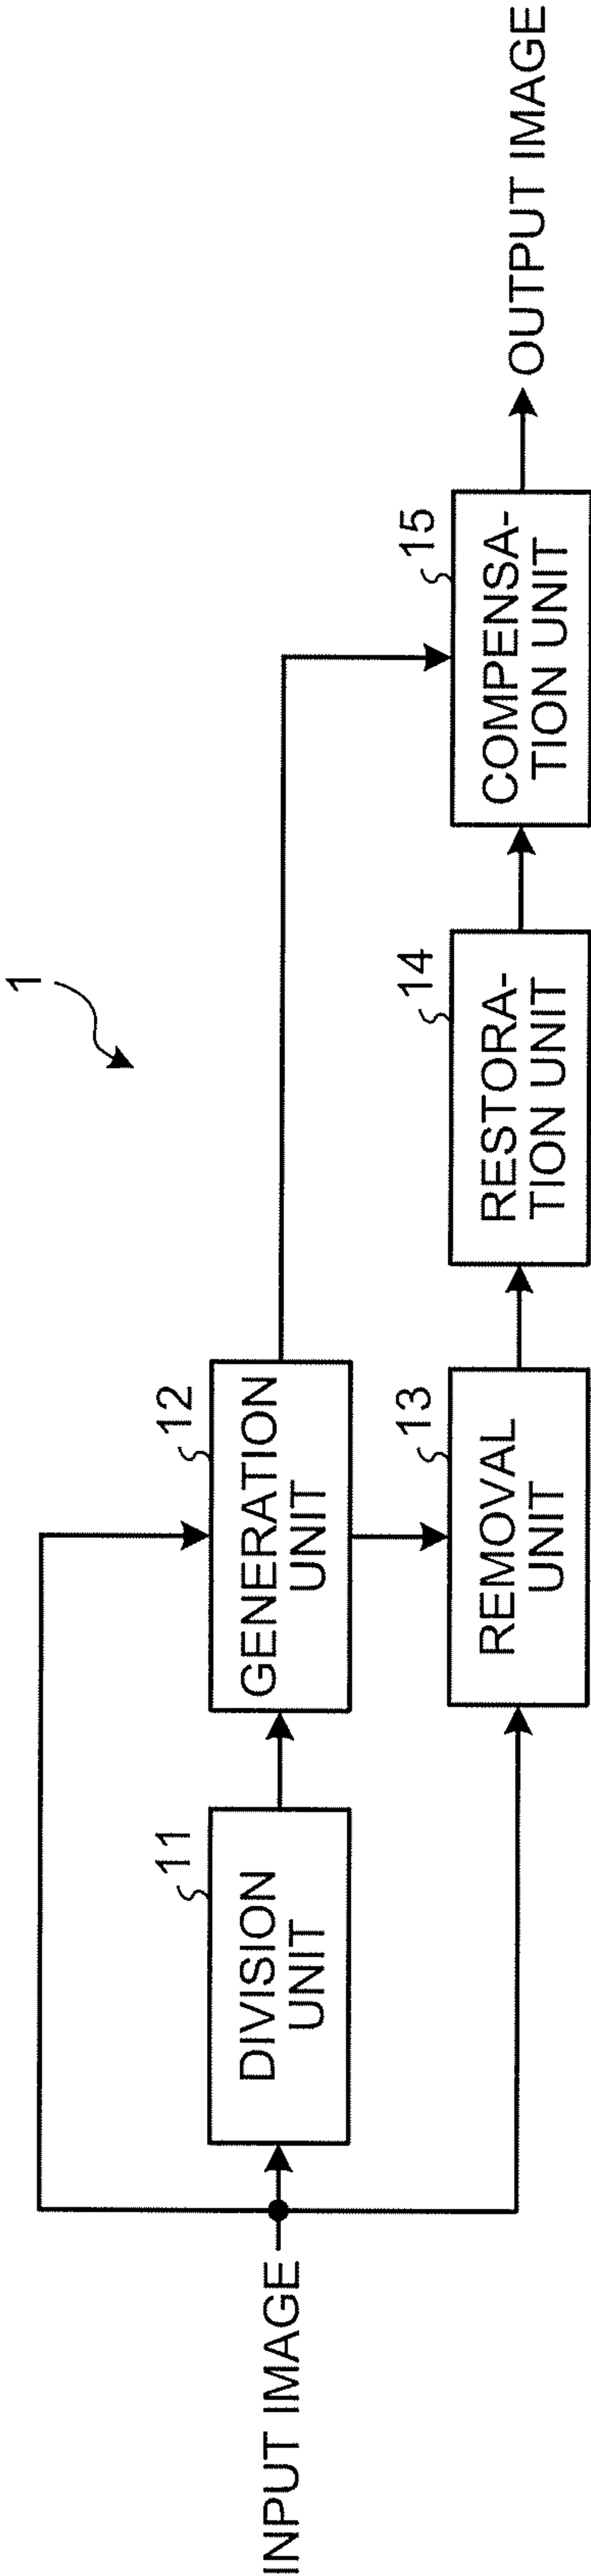 1
INPUT IMAGE
11
DIVISION
UNIT
12
GENERATION
UNIT
13
REMOVAL
UNIT
14
RESTORA-
TION UNIT
15
COMPENSA-
TION UNIT
OUTPUT IMAGE